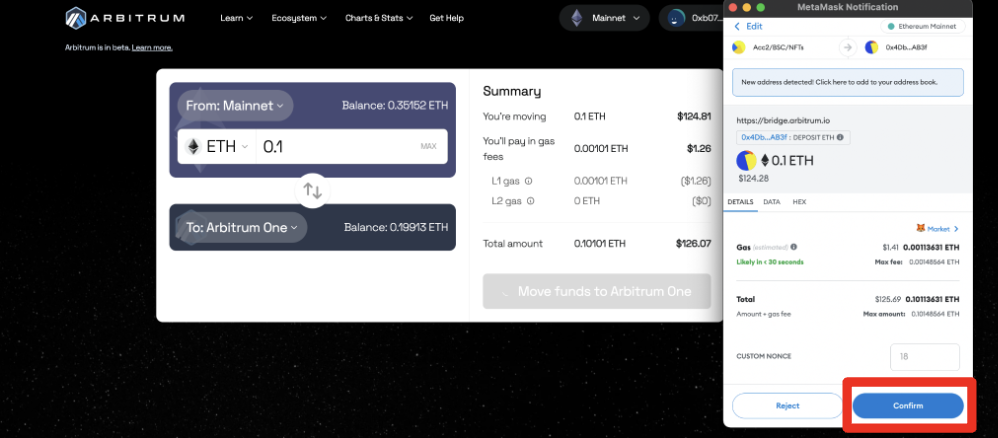 ARBITRUM
Learn
Ecosystem
Charts & Stats
Get Help
Mainnet
0xb07...
Arbitrum is in beta. Learn more.
From: Mainnet
Balance: 0.35152 ETH
ETH
0.1
MAX
To: Arbitrum One
Balance: 0.19913 ETH
Summary
You're moving 0.1 ETH $124.81
You'll pay in gas
fees 0.00101 ETH $1.26
L1 gas 0.00101 ETH ($1.26)
L2 gas 0 ETH ($0)
Total amount 0.10101 ETH $126.07
Move funds to Arbitrum One
MetaMask Notification
Edit
Ethereum Mainnet
Acc2/BSC/NFTs
0x4Db...AB3f
New address detected! Click here to add to your address book.
https://bridge.arbitrum.io
0x4Db...AB3f : DEPOSIT ETH
0.1 ETH
$124.28
DETAILS DATA HEX
Market
Gas (estimated) $1.41 0.00113631 ETH
Likely in < 30 seconds Max fee: 0.00148564 ETH
Total $125.69 0.10113631 ETH
Amount + gas fee Max amount: 0.10148564 ETH
CUSTOM NONCE 18
Reject
Confirm